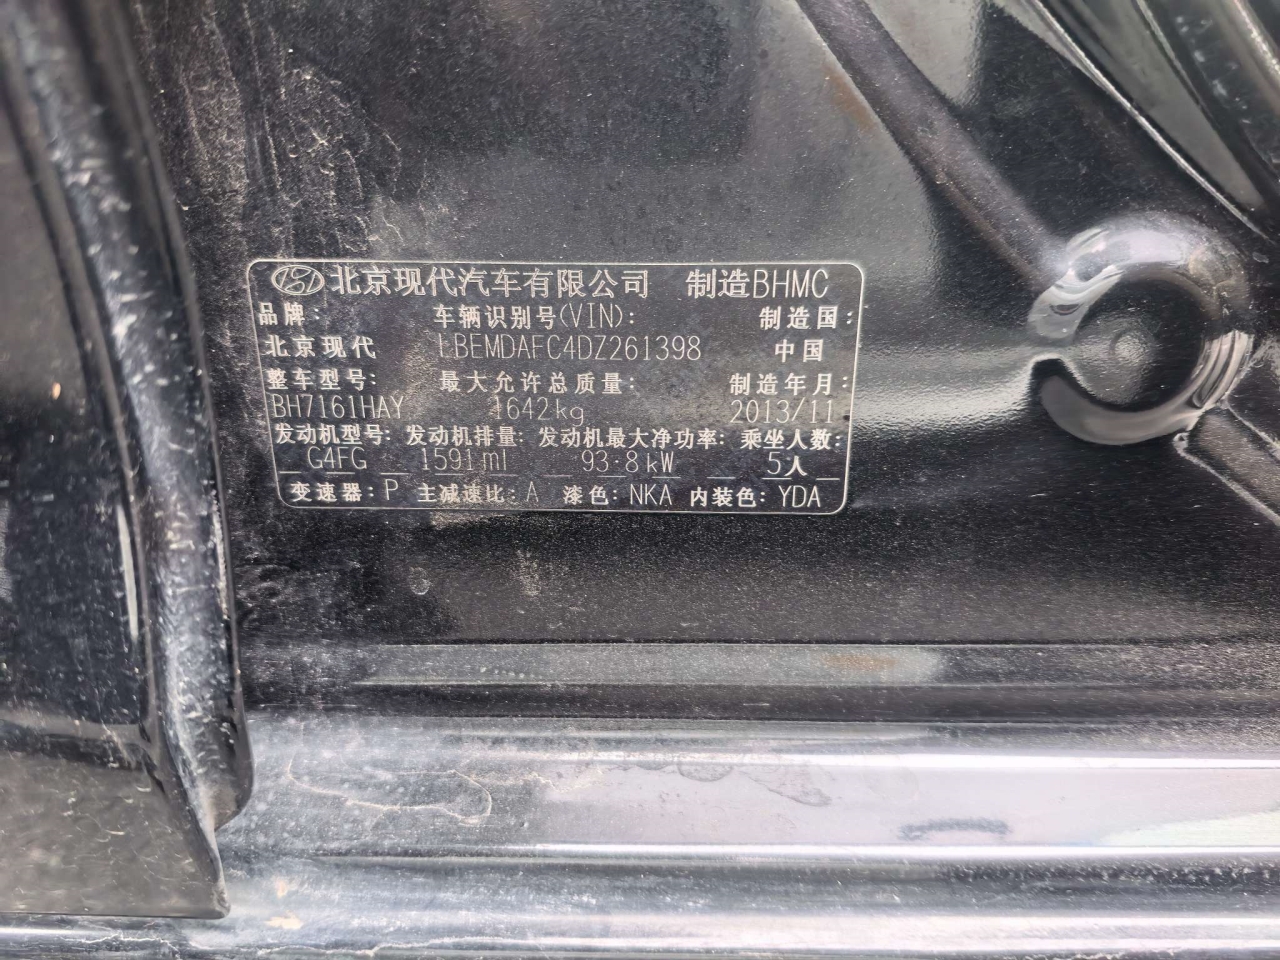 北京现代汽车有限公司 制造BHMC
品牌: 车辆识别号(VIN): 制造国:
北京现代 LBEMDAFC4DZ261398 中国
整车型号: 最大允许总质量: 制造年月:
BH7161HAY 1642kg 2013/11
发动机型号: 发动机排量: 发动机最大净功率: 乘坐人数:
G4FG 1591ml 93·8kW 5人
变速器: P 主减速比: A 漆色: NKA 内装色: YDA